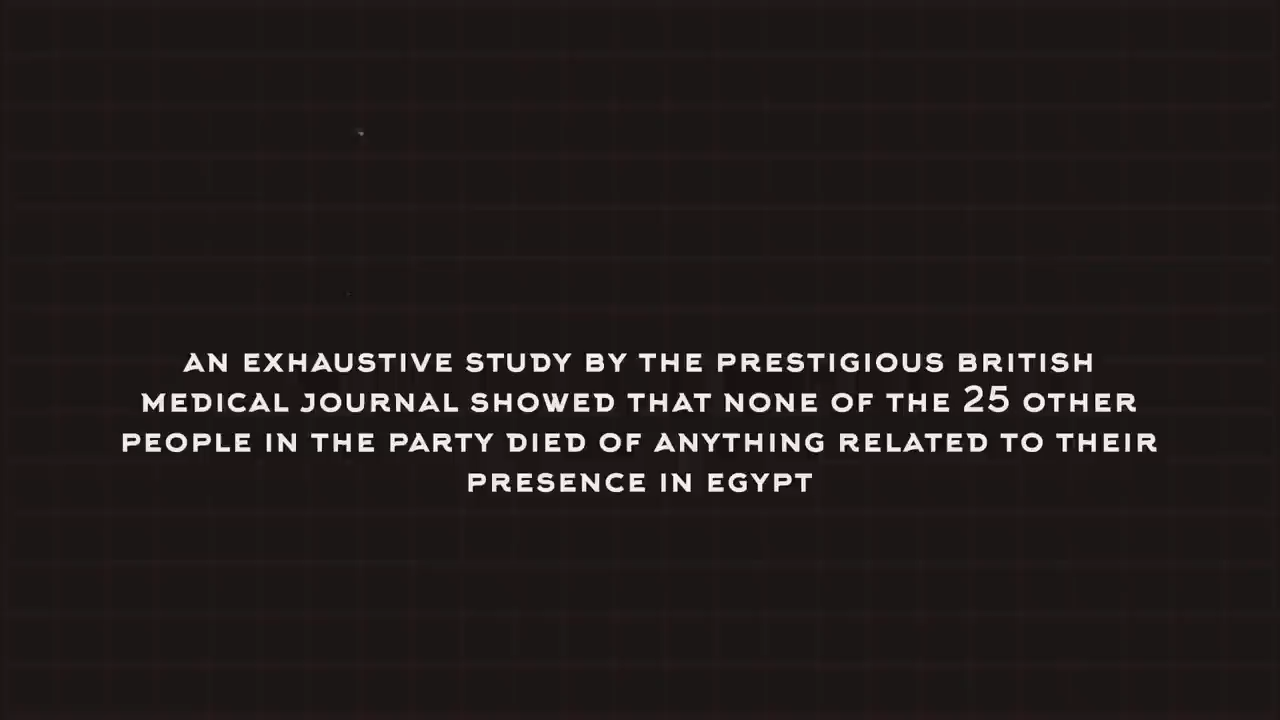 AN EXHAUSTIVE STUDY BY THE PRESTIGIOUS BRITISH
MEDICAL JOURNAL SHOWED THAT NONE OF THE 25 OTHER
PEOPLE IN THE PARTY DIED OF ANYTHING RELATED TO THEIR
PRESENCE IN EGYPT